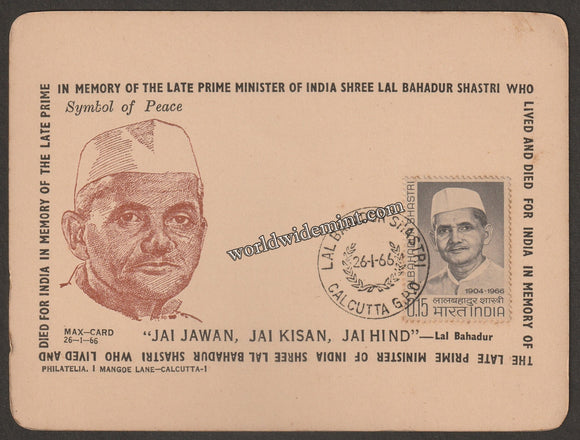 IN MEMORY OF THE LATE PRIME MINISTER OF INDIA SHREE LAL BAHADUR SHASTRI WHO
LIVED AND DIED FOR INDIA IN MEMORY OF
THE LATE PRIME MINISTER OF INDIA SHREE LAL BAHADUR SHASTRI WHO LIVED AND
DIED FOR INDIA IN MEMORY OF THE LATE PRIME
Symbol of Peace
LAL BAHADUR SHASTRI
26-1-66
CALCUTTA G.P.O
LAL BAHADUR SHASTRI
1904-1966
लालबहादुर शास्त्री
0.15 भारत INDIA
worldwidemint.com
MAX-CARD
26-1-66
"JAI JAWAN, JAI KISAN, JAI HIND"—Lal Bahadur
PHILATELIA. 1 MANGOE LANE—CALCUTTA-1